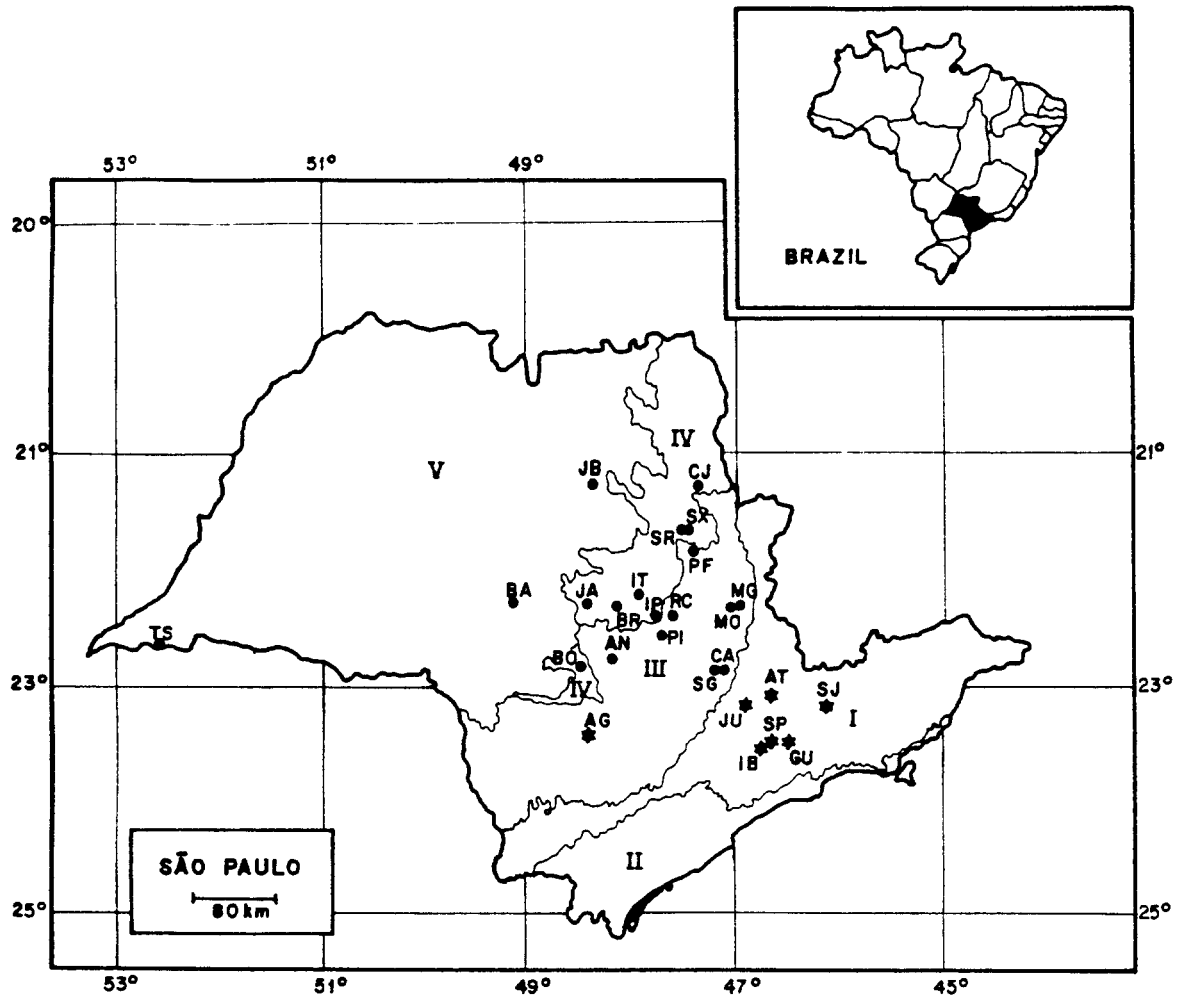 BRAZIL
53° 51° 49°
20°
IV
21° 21°
V
JB CJ
SX
SR
PF
BA JA IT IP RC MG
BR MO
TS AN PI
BO III CA
SG AT SJ
23° IV 23°
AG JU SP I
IB GU
SÃO PAULO
80 km
II
25° 25°
53° 51° 49° 47° 45°